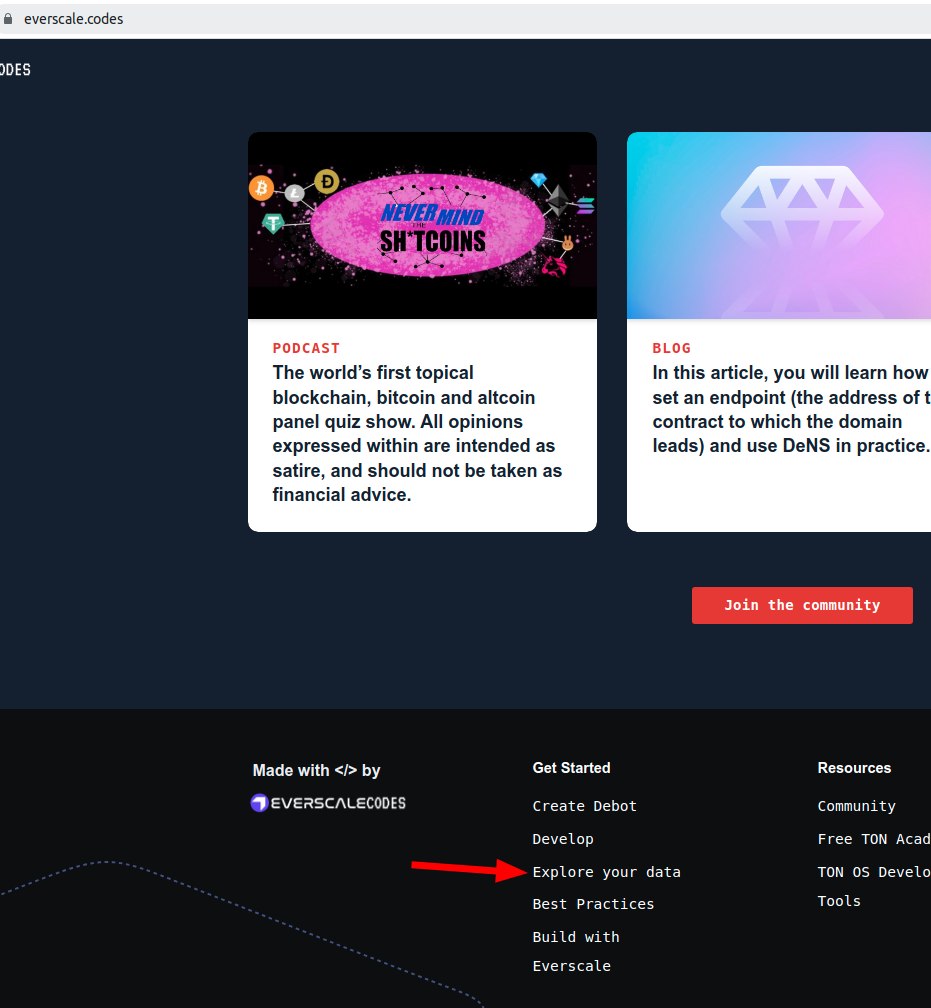 everscale.codes
ODES
NEVER MIND
THE
SH*TCOINS
PODCAST
The world’s first topical
blockchain, bitcoin and altcoin
panel quiz show. All opinions
expressed within are intended as
satire, and should not be taken as
financial advice.
BLOG
In this article, you will learn how
set an endpoint (the address of t
contract to which the domain
leads) and use DeNS in practice.
Join the community
Made with </> by
EVERSCALECODES
Get Started
Create Debot
Develop
Explore your data
Best Practices
Build with
Everscale
Resources
Community
Free TON Acad
TON OS Develo
Tools